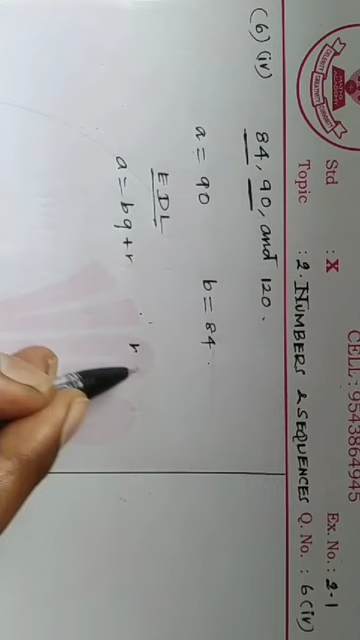 Std : X
CELL : 9543864945
Ex. No. : 2-1
Topic : 2. NUMBERS & SEQUENCES
Q. No. : 6 (iv)
(6) (iv) 84, 90, and 120.
a = 90 b = 84.
EDL
a = bq + r ∴ r